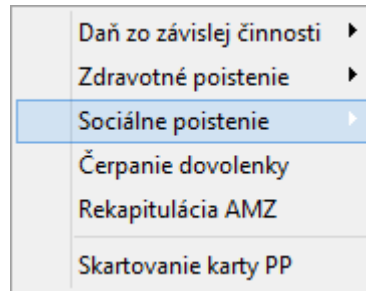 Daň zo závislej činnosti
Zdravotné poistenie
Sociálne poistenie
Čerpanie dovolenky
Rekapitulácia AMZ
Skartovanie karty PP